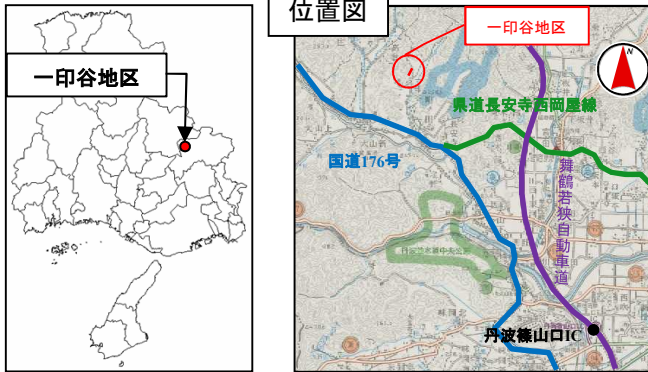 位置図
一印谷地区
一印谷地区
N
県道長安寺西岡屋線
国道176号
舞鶴若狭自動車道
丹波篠山口IC